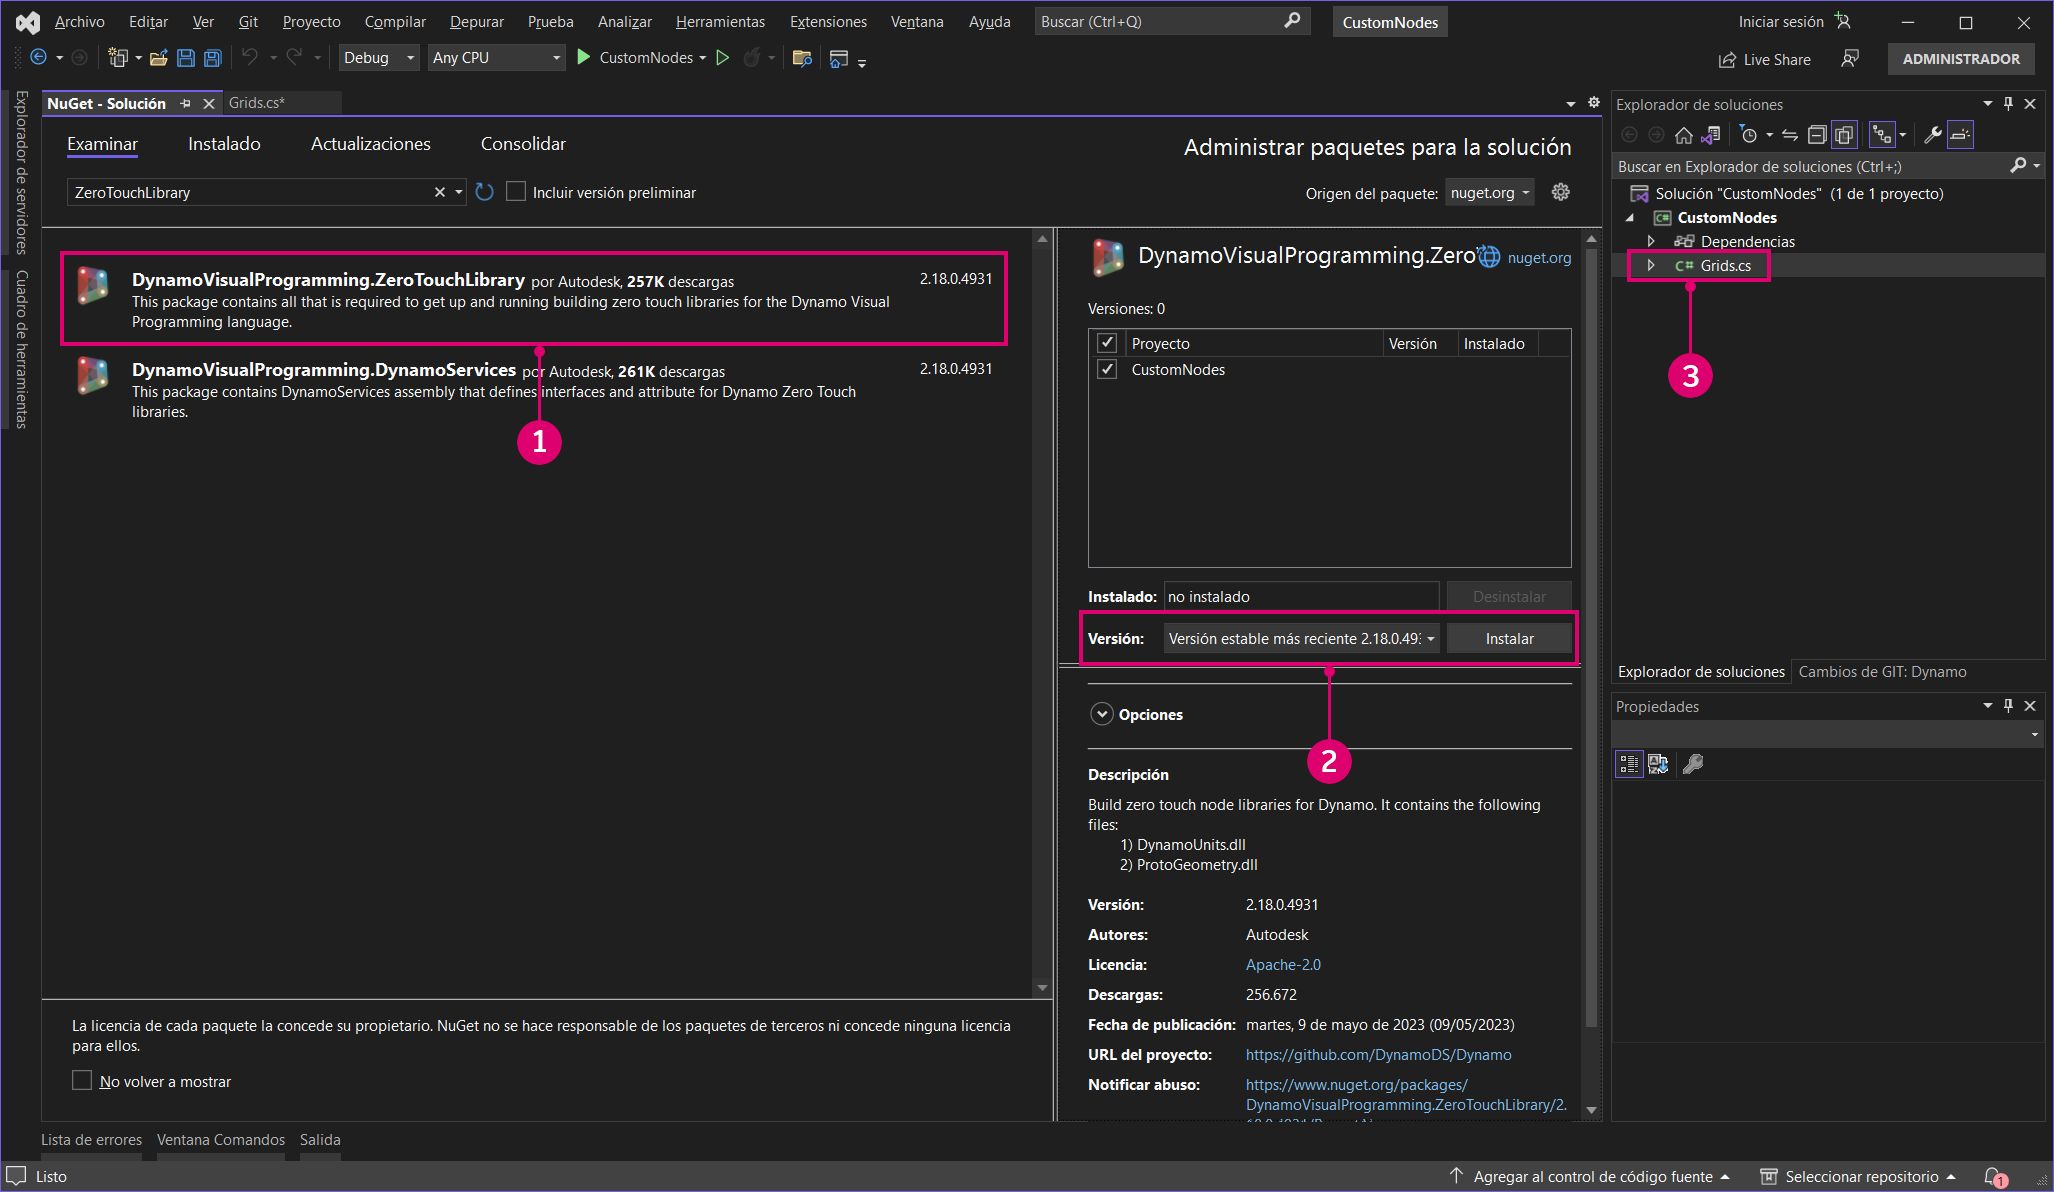 Archivo Editar Ver Git Proyecto Compilar Depurar Prueba Analizar Herramientas Extensiones Ventana Ayuda Buscar (Ctrl+Q) CustomNodes Iniciar sesión
Debug Any CPU CustomNodes Live Share ADMINISTRADOR
Explorador de servidores
Cuadro de herramientas
NuGet - Solución Grids.cs*
Examinar Instalado Actualizaciones Consolidar
Administrar paquetes para la solución
ZeroTouchLibrary Incluir versión preliminar
Origen del paquete: nuget.org
DynamoVisualProgramming.ZeroTouchLibrary por Autodesk, 257K descargas 2.18.0.4931
This package contains all that is required to get up and running building zero touch libraries for the Dynamo Visual
Programming language.
DynamoVisualProgramming.DynamoServices por Autodesk, 261K descargas 2.18.0.4931
This package contains DynamoServices assembly that defines interfaces and attribute for Dynamo Zero Touch
libraries.
1
La licencia de cada paquete la concede su propietario. NuGet no se hace responsable de los paquetes de terceros ni concede ninguna licencia
para ellos.
No volver a mostrar
DynamoVisualProgramming.Zero nuget.org
Versiones: 0
Proyecto Versión Instalado
CustomNodes
Instalado: no instalado Desinstalar
Versión: Versión estable más reciente 2.18.0.493 Instalar
2
Opciones
Descripción
Build zero touch node libraries for Dynamo. It contains the following
files:
1) DynamoUnits.dll
2) ProtoGeometry.dll
Versión: 2.18.0.4931
Autores: Autodesk
Licencia: Apache-2.0
Descargas: 256.672
Fecha de publicación: martes, 9 de mayo de 2023 (09/05/2023)
URL del proyecto: https://github.com/DynamoDS/Dynamo
Notificar abuso: https://www.nuget.org/packages/
DynamoVisualProgramming.ZeroTouchLibrary/2.
Explorador de soluciones
Buscar en Explorador de soluciones (Ctrl+;)
Solución "CustomNodes" (1 de 1 proyecto)
C# CustomNodes
Dependencias
C# Grids.cs
3
Explorador de soluciones Cambios de GIT: Dynamo
Propiedades
Lista de errores Ventana Comandos Salida
Listo Agregar al control de código fuente Seleccionar repositorio 1